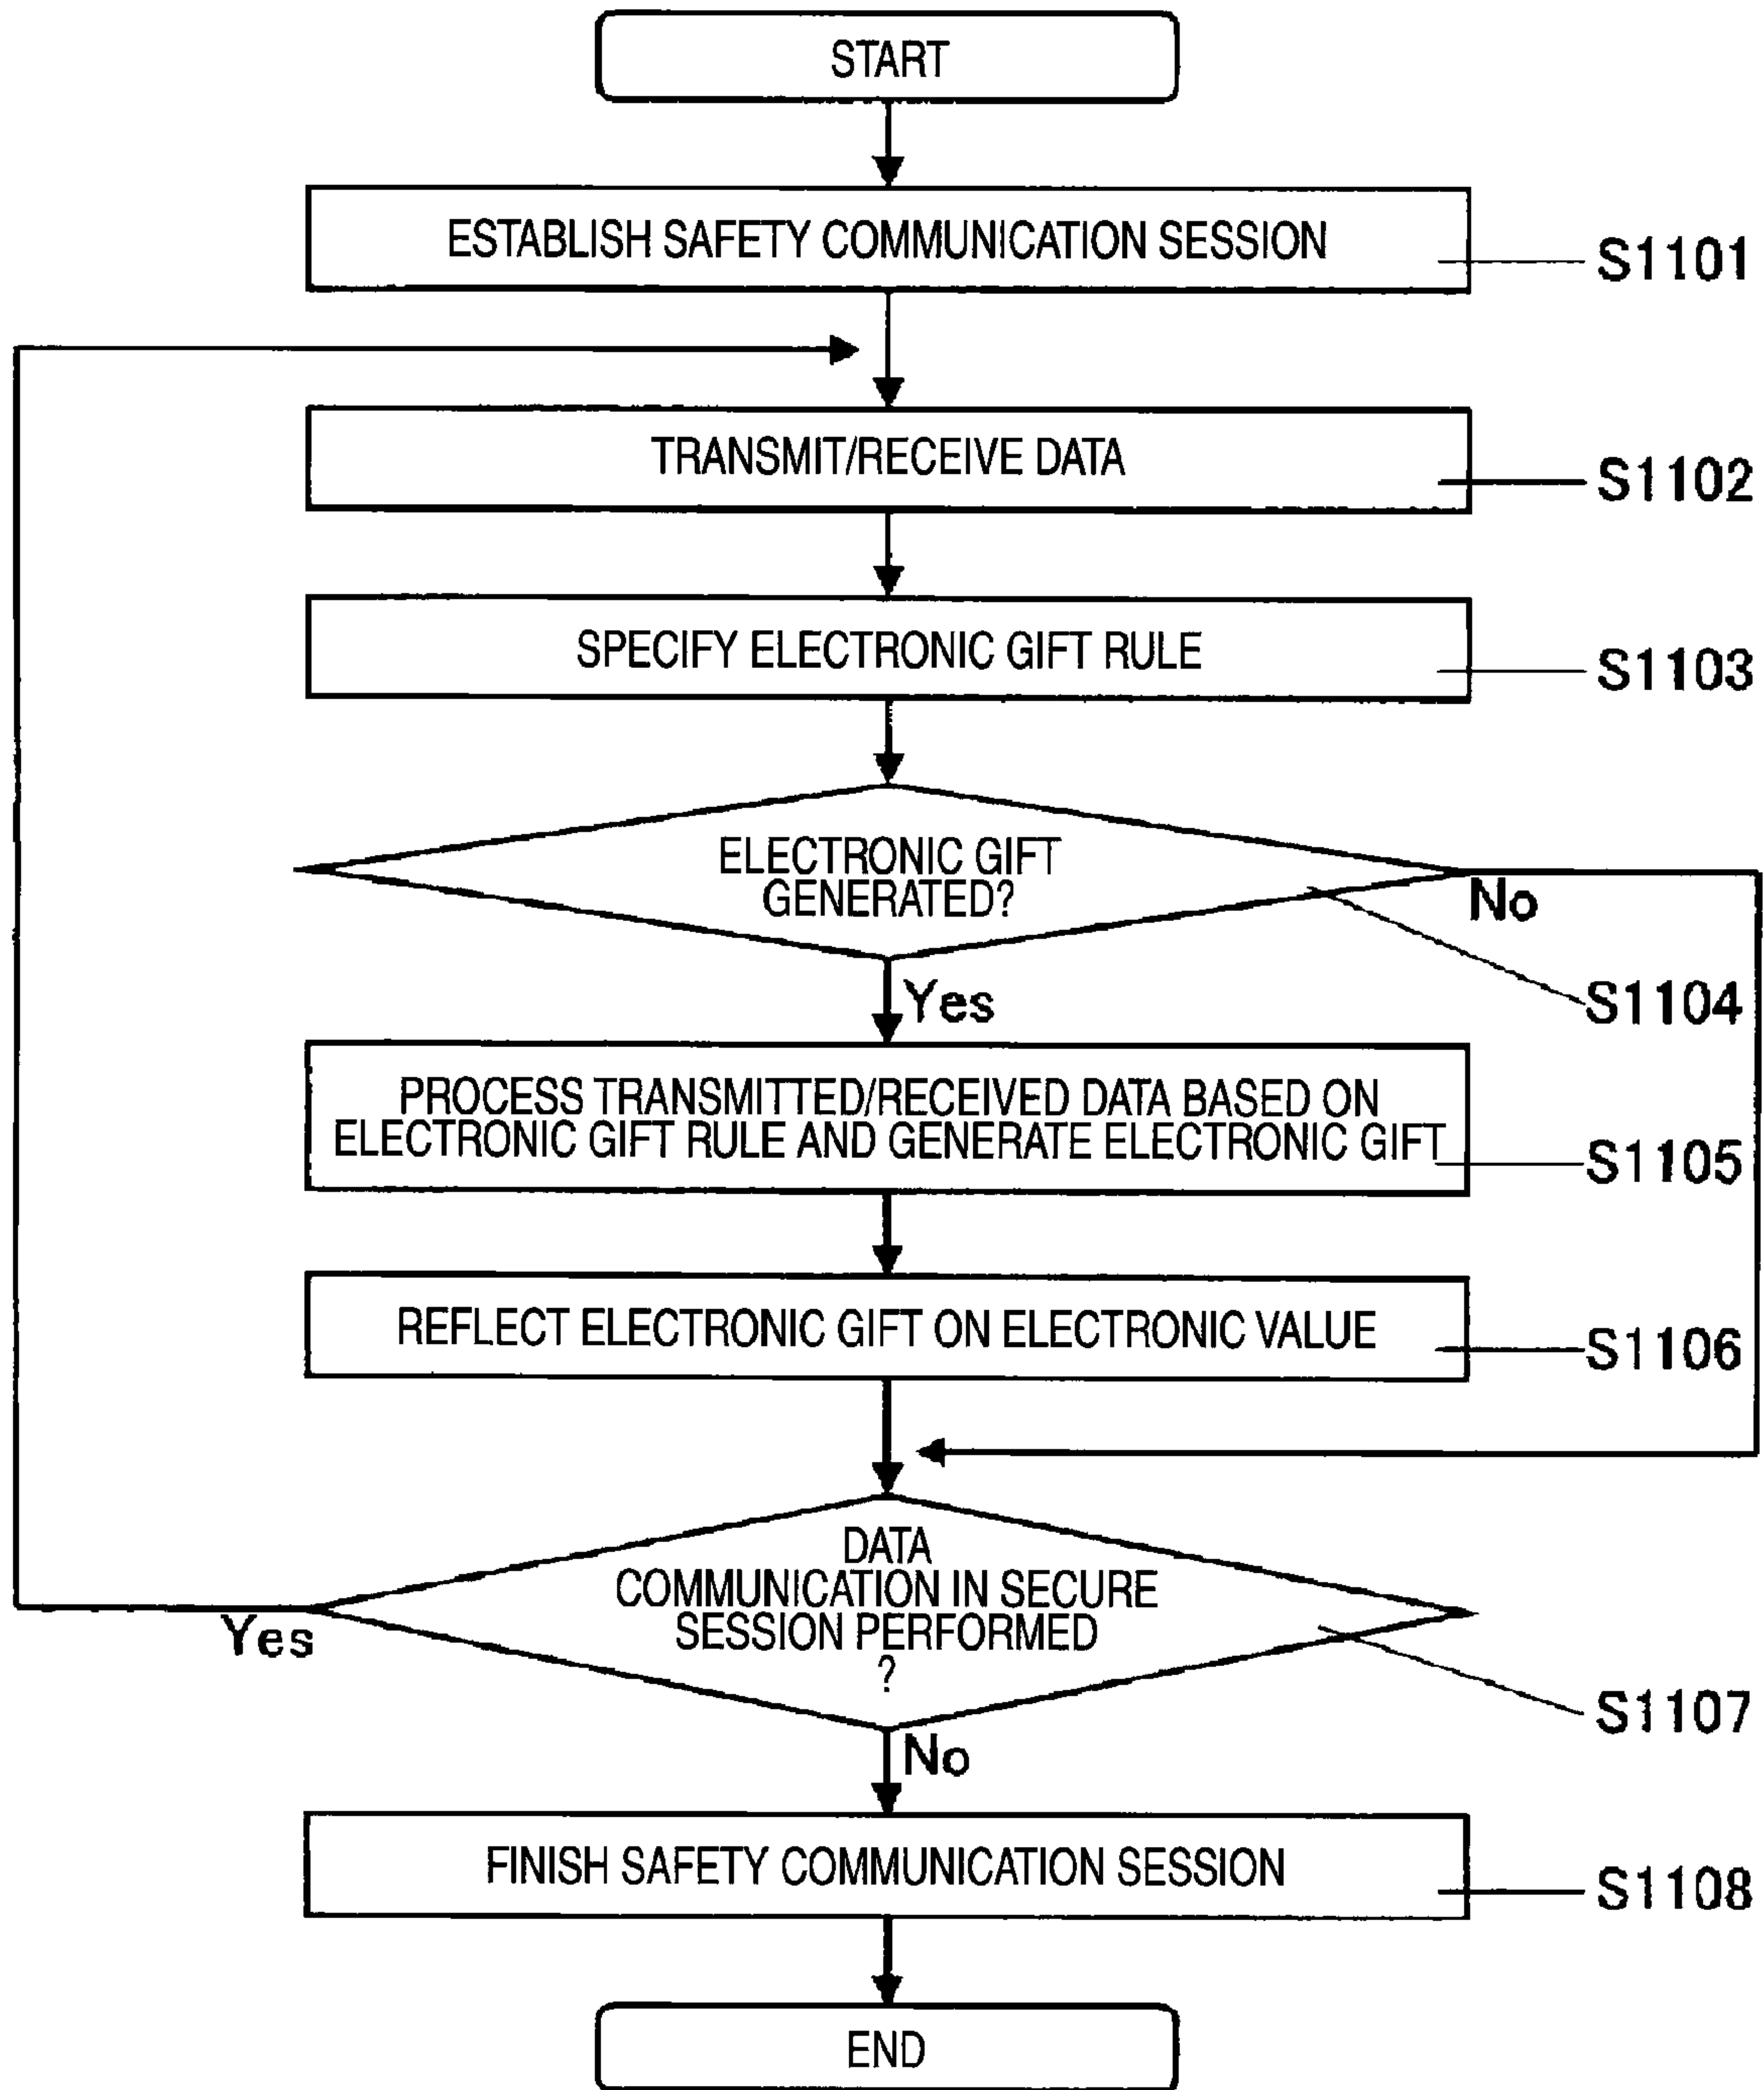 START
ESTABLISH SAFETY COMMUNICATION SESSION
S1101
TRANSMIT/RECEIVE DATA
S1102
SPECIFY ELECTRONIC GIFT RULE
S1103
ELECTRONIC GIFT
GENERATED?
No
S1104
Yes
PROCESS TRANSMITTED/RECEIVED DATA BASED ON
ELECTRONIC GIFT RULE AND GENERATE ELECTRONIC GIFT
S1105
REFLECT ELECTRONIC GIFT ON ELECTRONIC VALUE
S1106
DATA
COMMUNICATION IN SECURE
SESSION PERFORMED
?
Yes
S1107
No
FINISH SAFETY COMMUNICATION SESSION
S1108
END